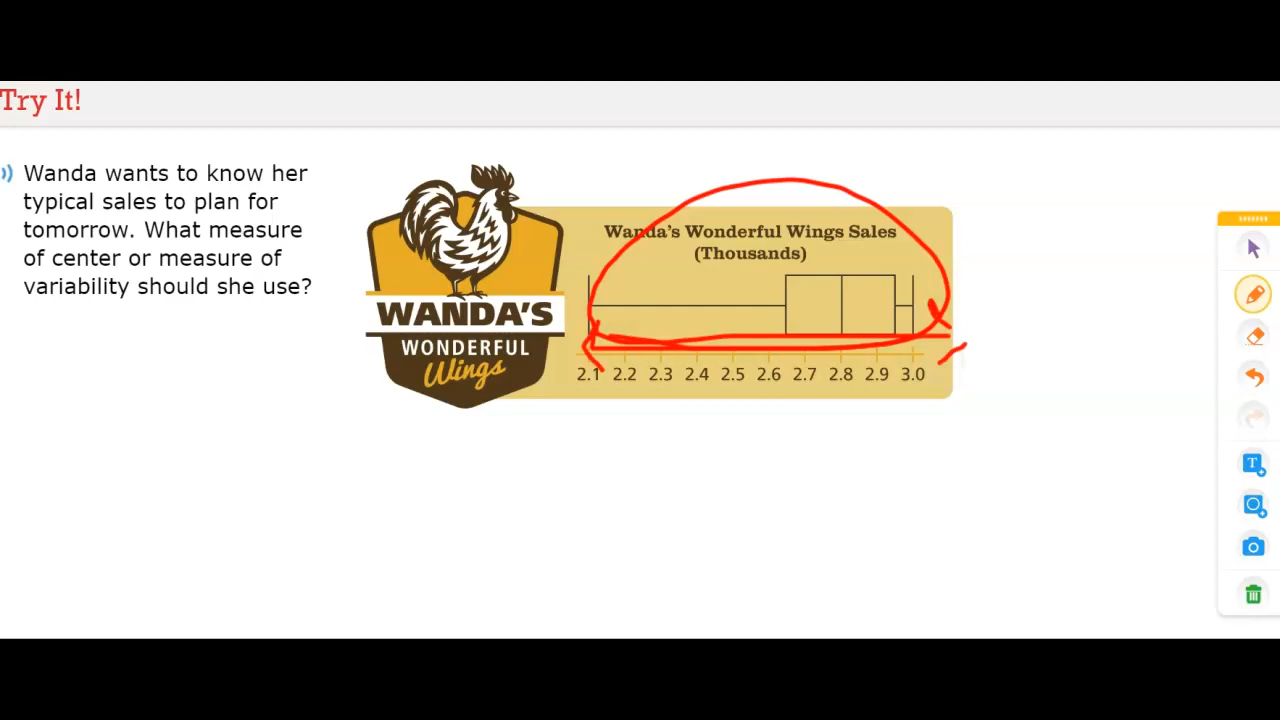 Try It!
Wanda wants to know her
typical sales to plan for
tomorrow. What measure
of center or measure of
variability should she use?
WANDA'S
WONDERFUL
Wings
Wanda's Wonderful Wings Sales
(Thousands)
2.1 2.2 2.3 2.4 2.5 2.6 2.7 2.8 2.9 3.0
T